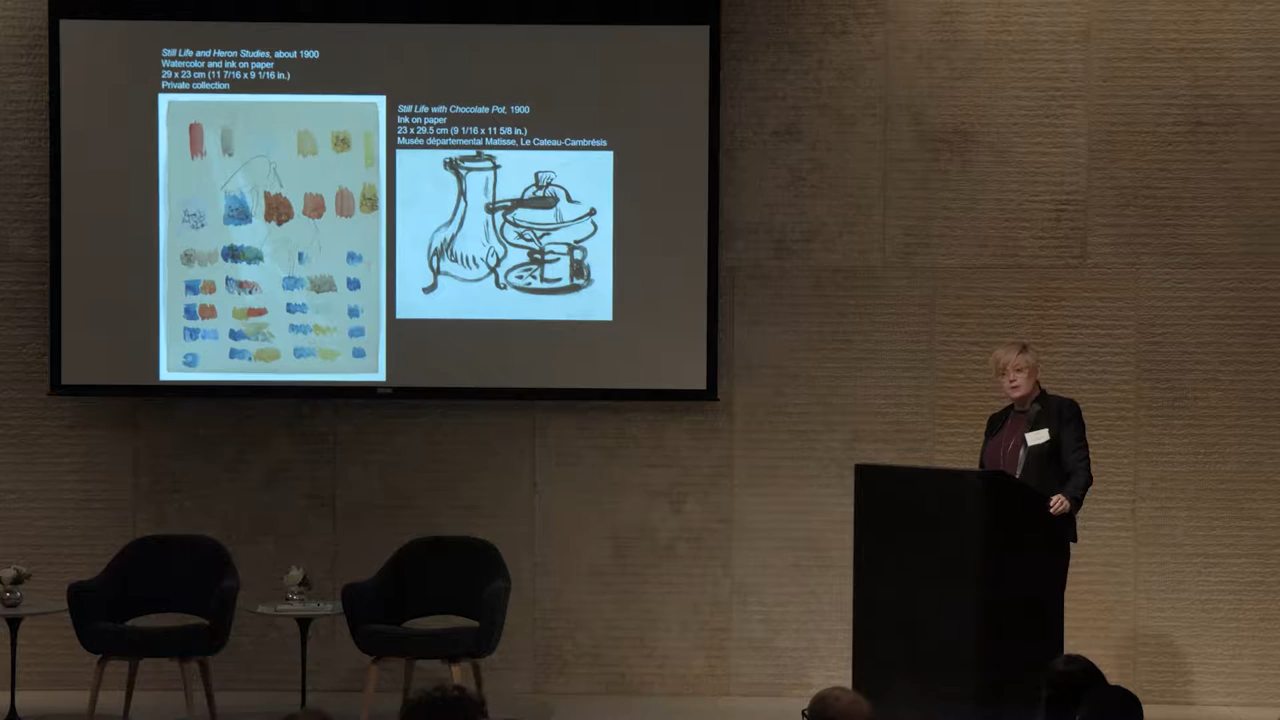 Still Life and Heron Studies, about 1900
Watercolor and ink on paper
29 x 23 cm (11 7/16 x 9 1/16 in.)
Private collection
Still Life with Chocolate Pot, 1900
Ink on paper
23 x 29.5 cm (9 1/16 x 11 5/8 in.)
Musée départemental Matisse, Le Cateau-Cambrésis